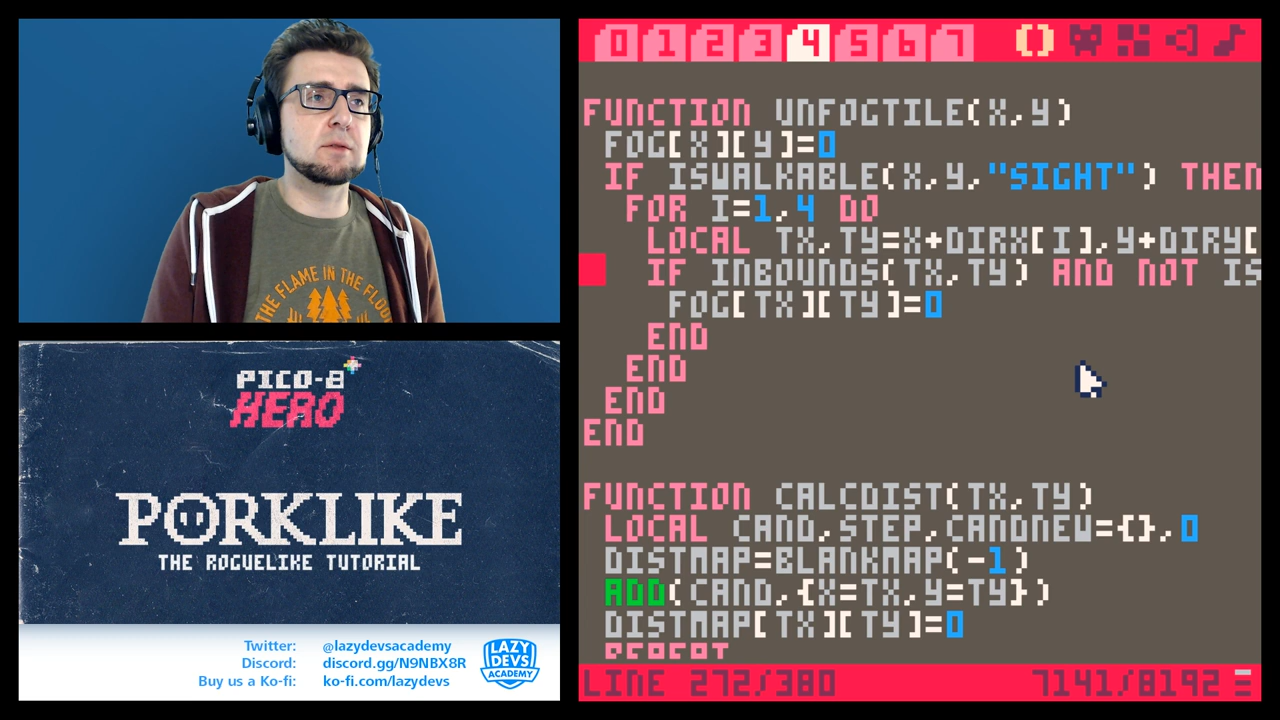 THE FLAME IN THE FLOOD
PICO-8
HERO
PORKLIKE
THE ROGUELIKE TUTORIAL
Twitter: @lazydevsacademy
Discord: discord.gg/N9NBX8R
Buy us a Ko-fi: ko-fi.com/lazydevs
LAZY
DEVS
ACADEMY
0 1 2 3 4 5 6 7 ()
FUNCTION UNFOGTILE(X,Y)
FOG[X][Y]=0
IF ISWALKABLE(X,Y,"SIGHT") THEN
FOR I=1,4 DO
LOCAL TX,TY=X+DIRX[I],Y+DIRY[
IF INBOUNDS(TX,TY) AND NOT IS
FOG[TX][TY]=0
END
END
END
END
FUNCTION CALCDIST(TX,TY)
LOCAL CAND,STEP,CANDNEW={},0
DISTMAP=BLANKMAP(-1)
ADD(CAND,{X=TX,Y=TY})
DISTMAP[TX][TY]=0
REPEAT
LINE 272/380 7141/8192